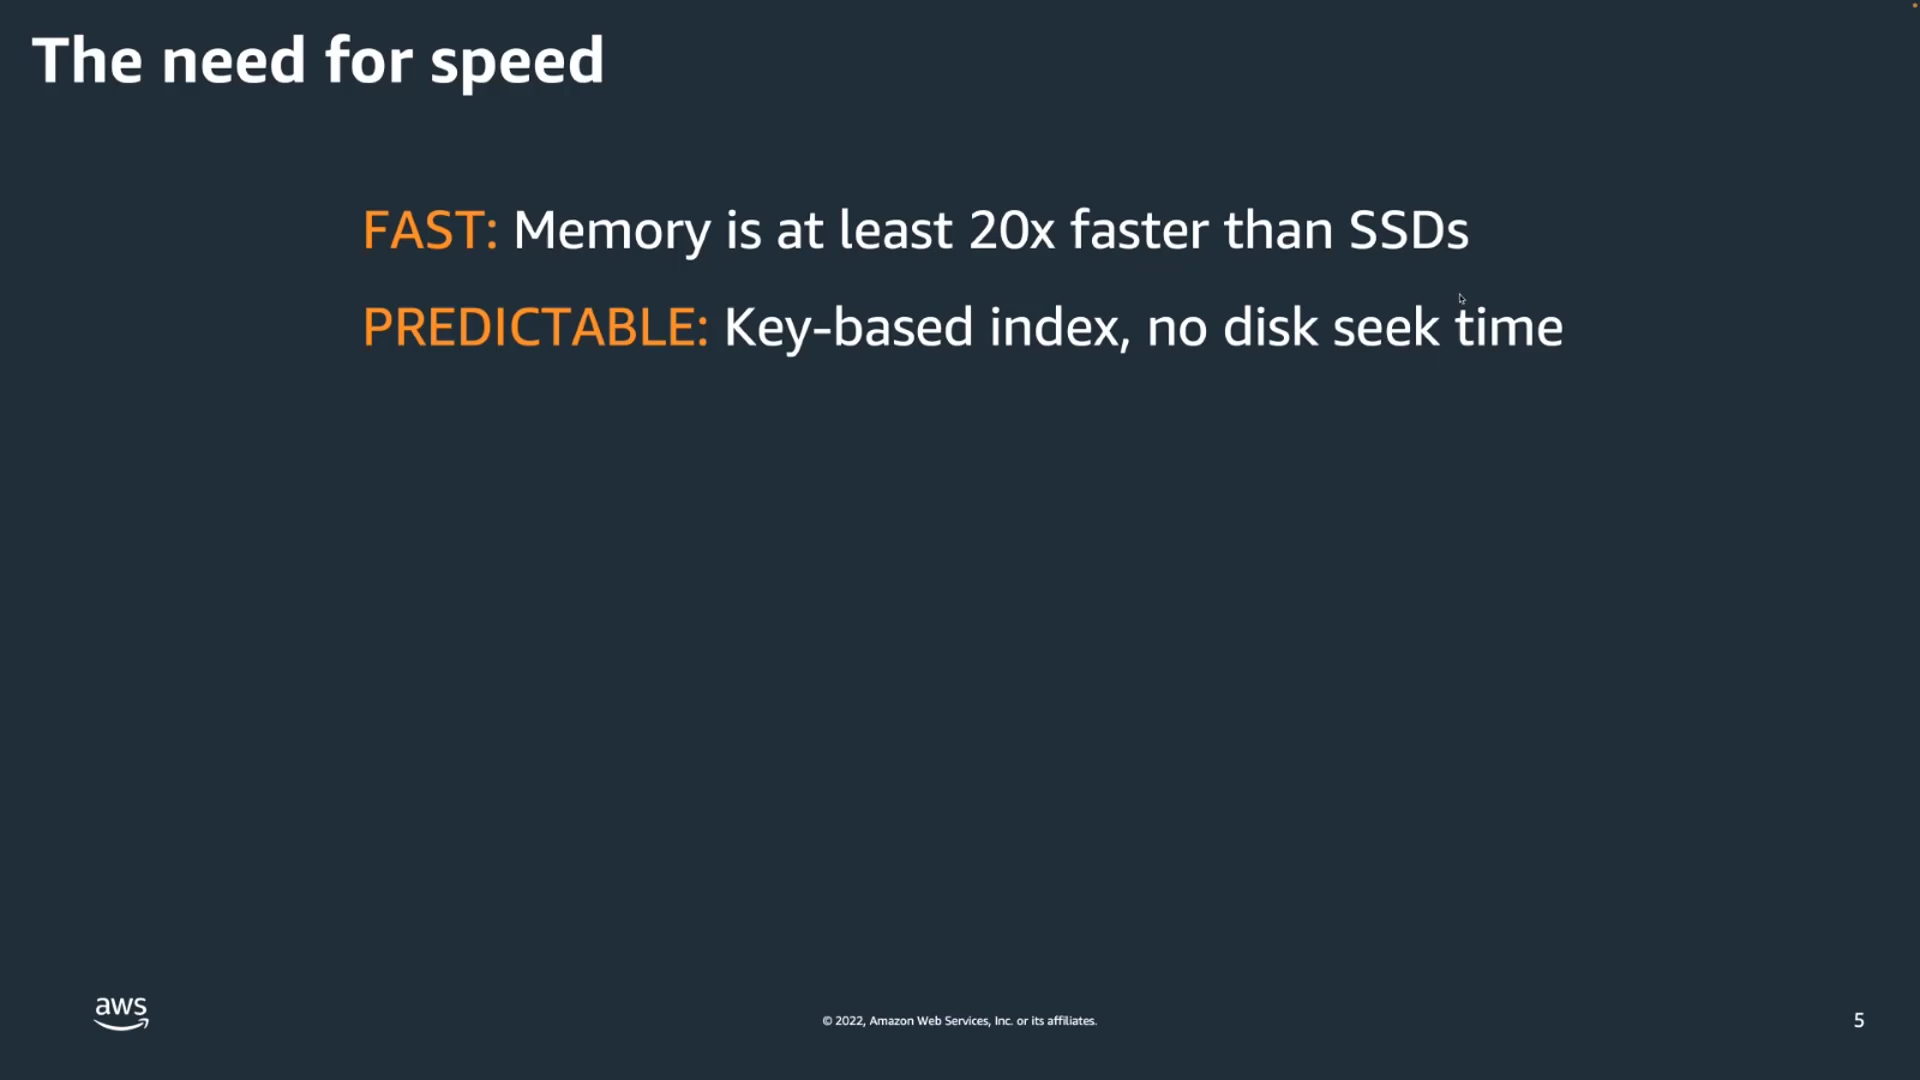 The need for speed
FAST: Memory is at least 20x faster than SSDs
PREDICTABLE: Key-based index, no disk seek time
aws
© 2022, Amazon Web Services, Inc. or its affiliates.
5